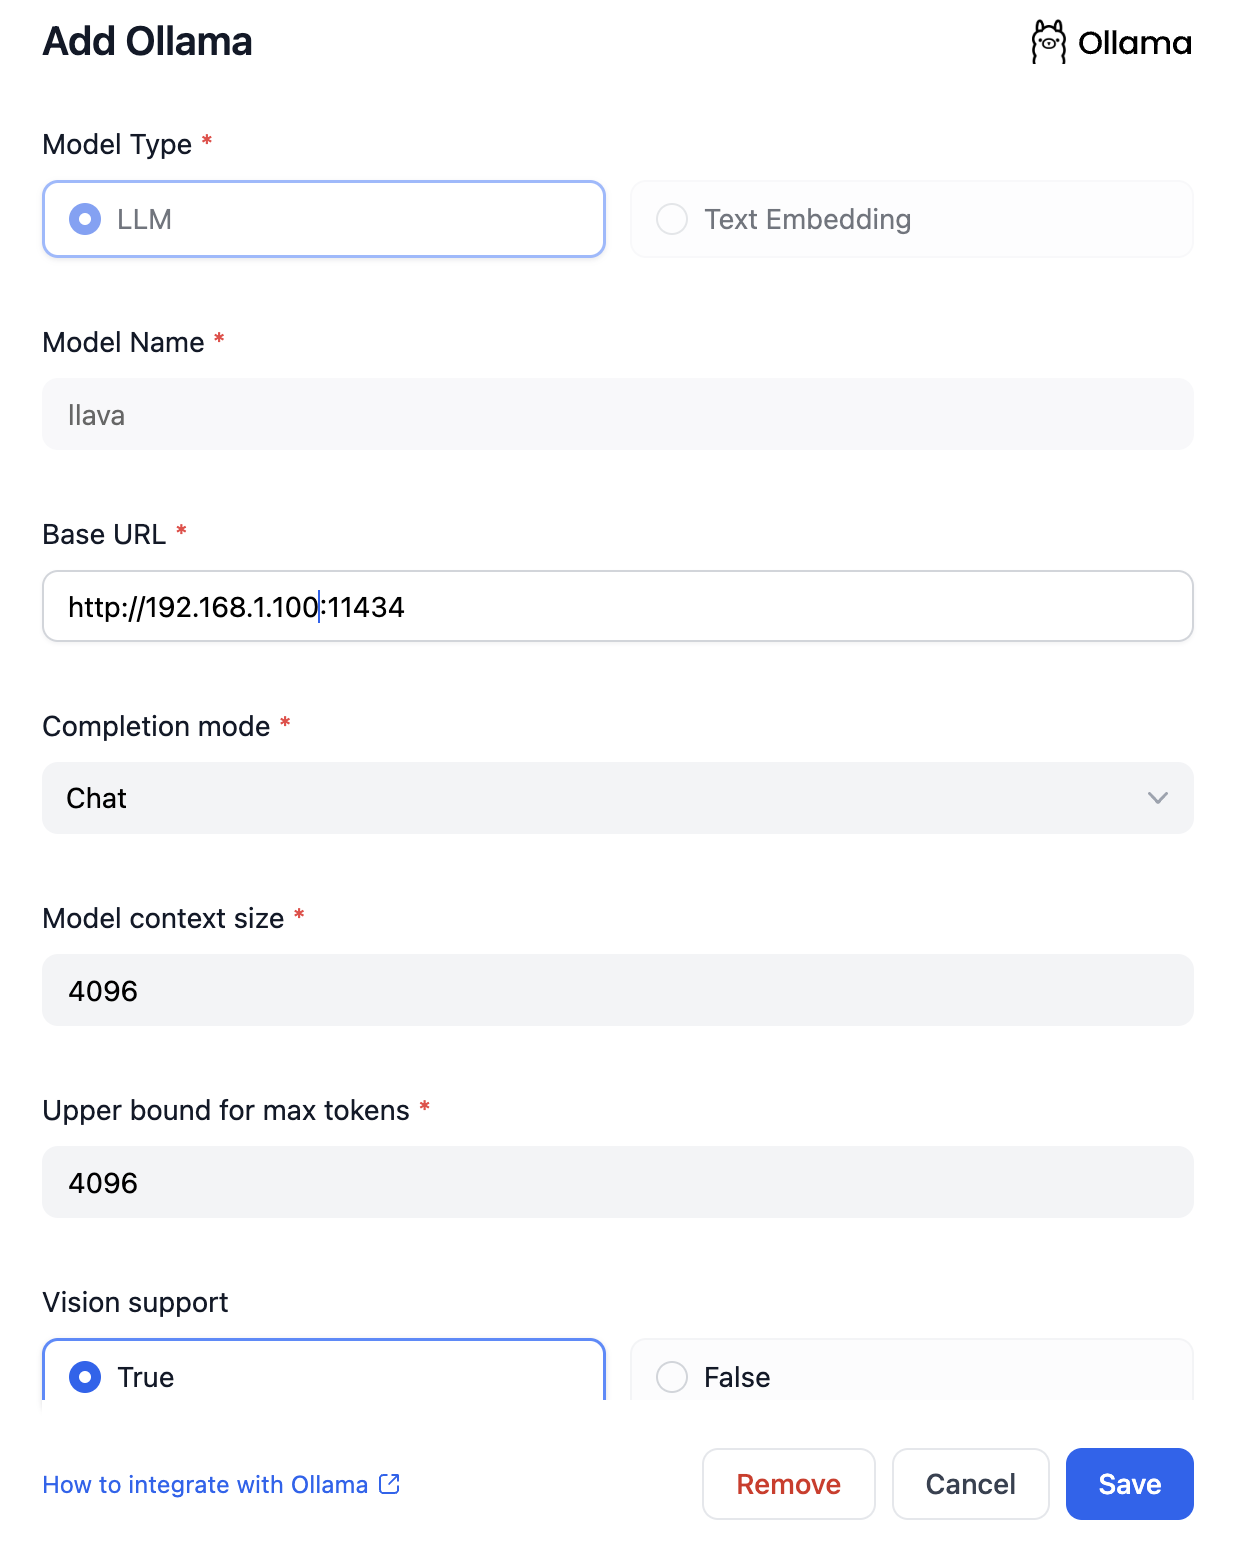 Add Ollama
Ollama
Model Type *
LLM
Text Embedding
Model Name *
llava
Base URL *
http://192.168.1.100:11434
Completion mode *
Chat
Model context size *
4096
Upper bound for max tokens *
4096
Vision support
True
False
How to integrate with Ollama
Remove
Cancel
Save